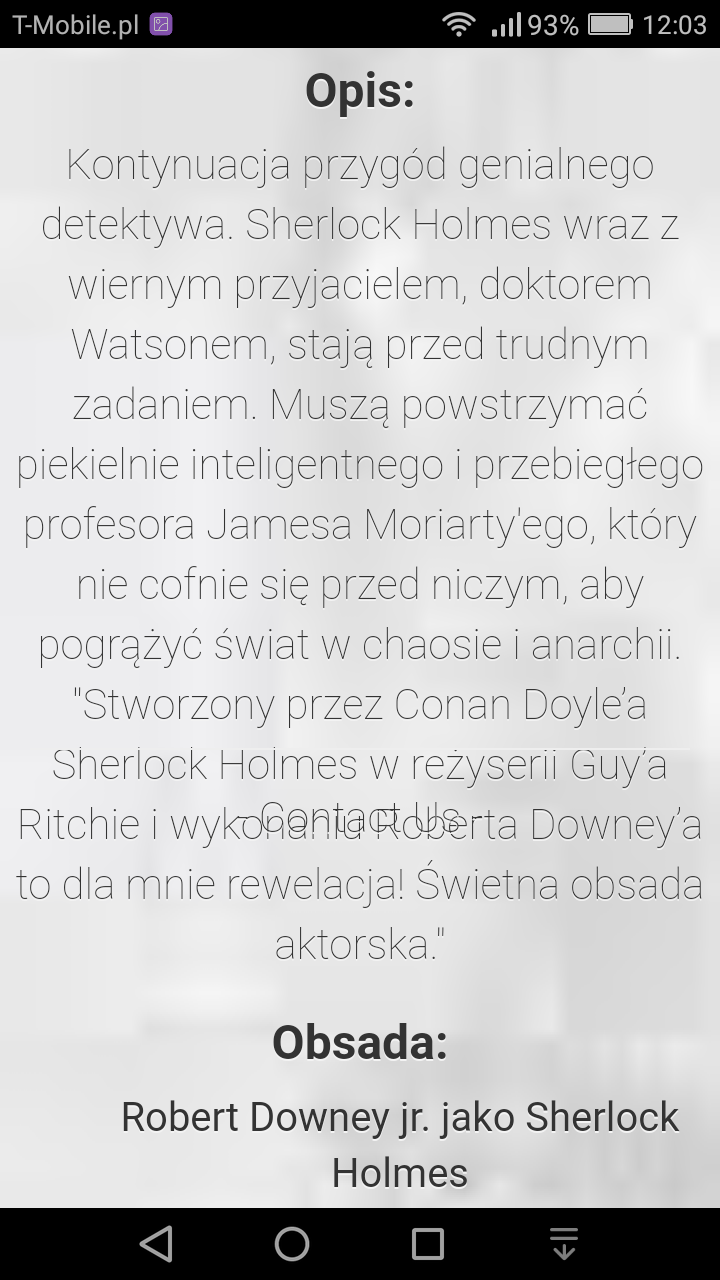 T-Mobile.pl 93% 12:03
Opis:
Kontynuacja przygód genialnego
detektywa. Sherlock Holmes wraz z
wiernym przyjacielem, doktorem
Watsonem, stają przed trudnym
zadaniem. Muszą powstrzymać
piekielnie inteligentnego i przebiegłego
profesora Jamesa Moriarty'ego, który
nie cofnie się przed niczym, aby
pogrążyć świat w chaosie i anarchii.
"Stworzony przez Conan Doyle’a
Sherlock Holmes w reżyserii Guy’a
- Contact Us -
Ritchie i wykonaniu Roberta Downey’a
to dla mnie rewelacja! Świetna obsada
aktorska."
Obsada:
Robert Downey jr. jako Sherlock
Holmes